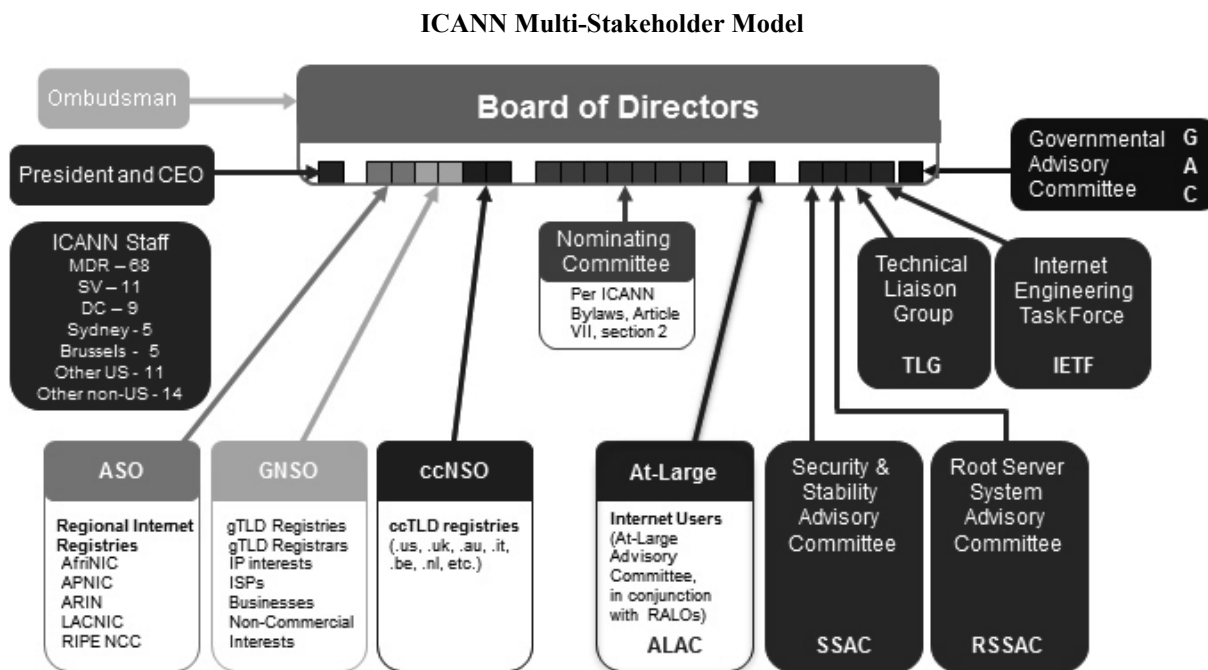 ICANN Multi-Stakeholder Model
Ombudsman
Board of Directors
President and CEO
Governmental G
Advisory A
Committee C
ICANN Staff
MDR – 68
SV – 11
DC – 9
Sydney - 5
Brussels - 5
Other US - 11
Other non-US - 14
Nominating
Committee
Per ICANN
Bylaws, Article
VII, section 2
Technical
Liaison
Group
TLG
Internet
Engineering
Task Force
IETF
ASO
Regional Internet
Registries
AfriNIC
APNIC
ARIN
LACNIC
RIPE NCC
GNSO
gTLD Registries
gTLD Registrars
IP interests
ISPs
Businesses
Non-Commercial
Interests
ccNSO
ccTLD registries
(.us, .uk, .au, .it,
.be, .nl, etc.)
At-Large
Internet Users
(At-Large
Advisory
Committee,
in conjunction
with RALOs)
ALAC
Security &
Stability
Advisory
Committee
SSAC
Root Server
System
Advisory
Committee
RSSAC